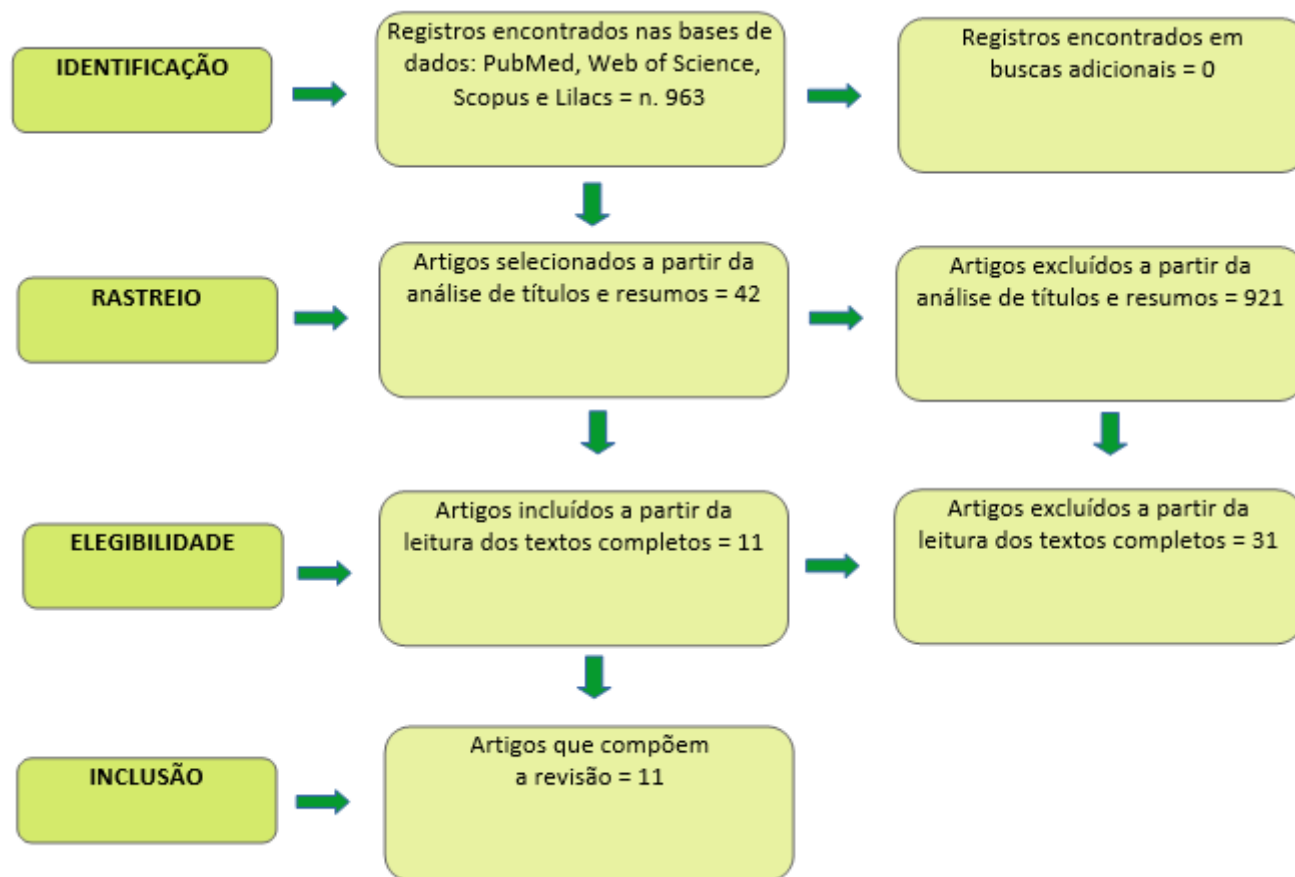 IDENTIFICAÇÃO
Registros encontrados nas bases de
dados: PubMed, Web of Science,
Scopus e Lilacs = n. 963
Registros encontrados em
buscas adicionais = 0
RASTREIO
Artigos selecionados a partir da
análise de títulos e resumos = 42
Artigos excluídos a partir da
análise de títulos e resumos = 921
ELEGIBILIDADE
Artigos incluídos a partir da
leitura dos textos completos = 11
Artigos excluídos a partir da
leitura dos textos completos = 31
INCLUSÃO
Artigos que compõem
a revisão = 11